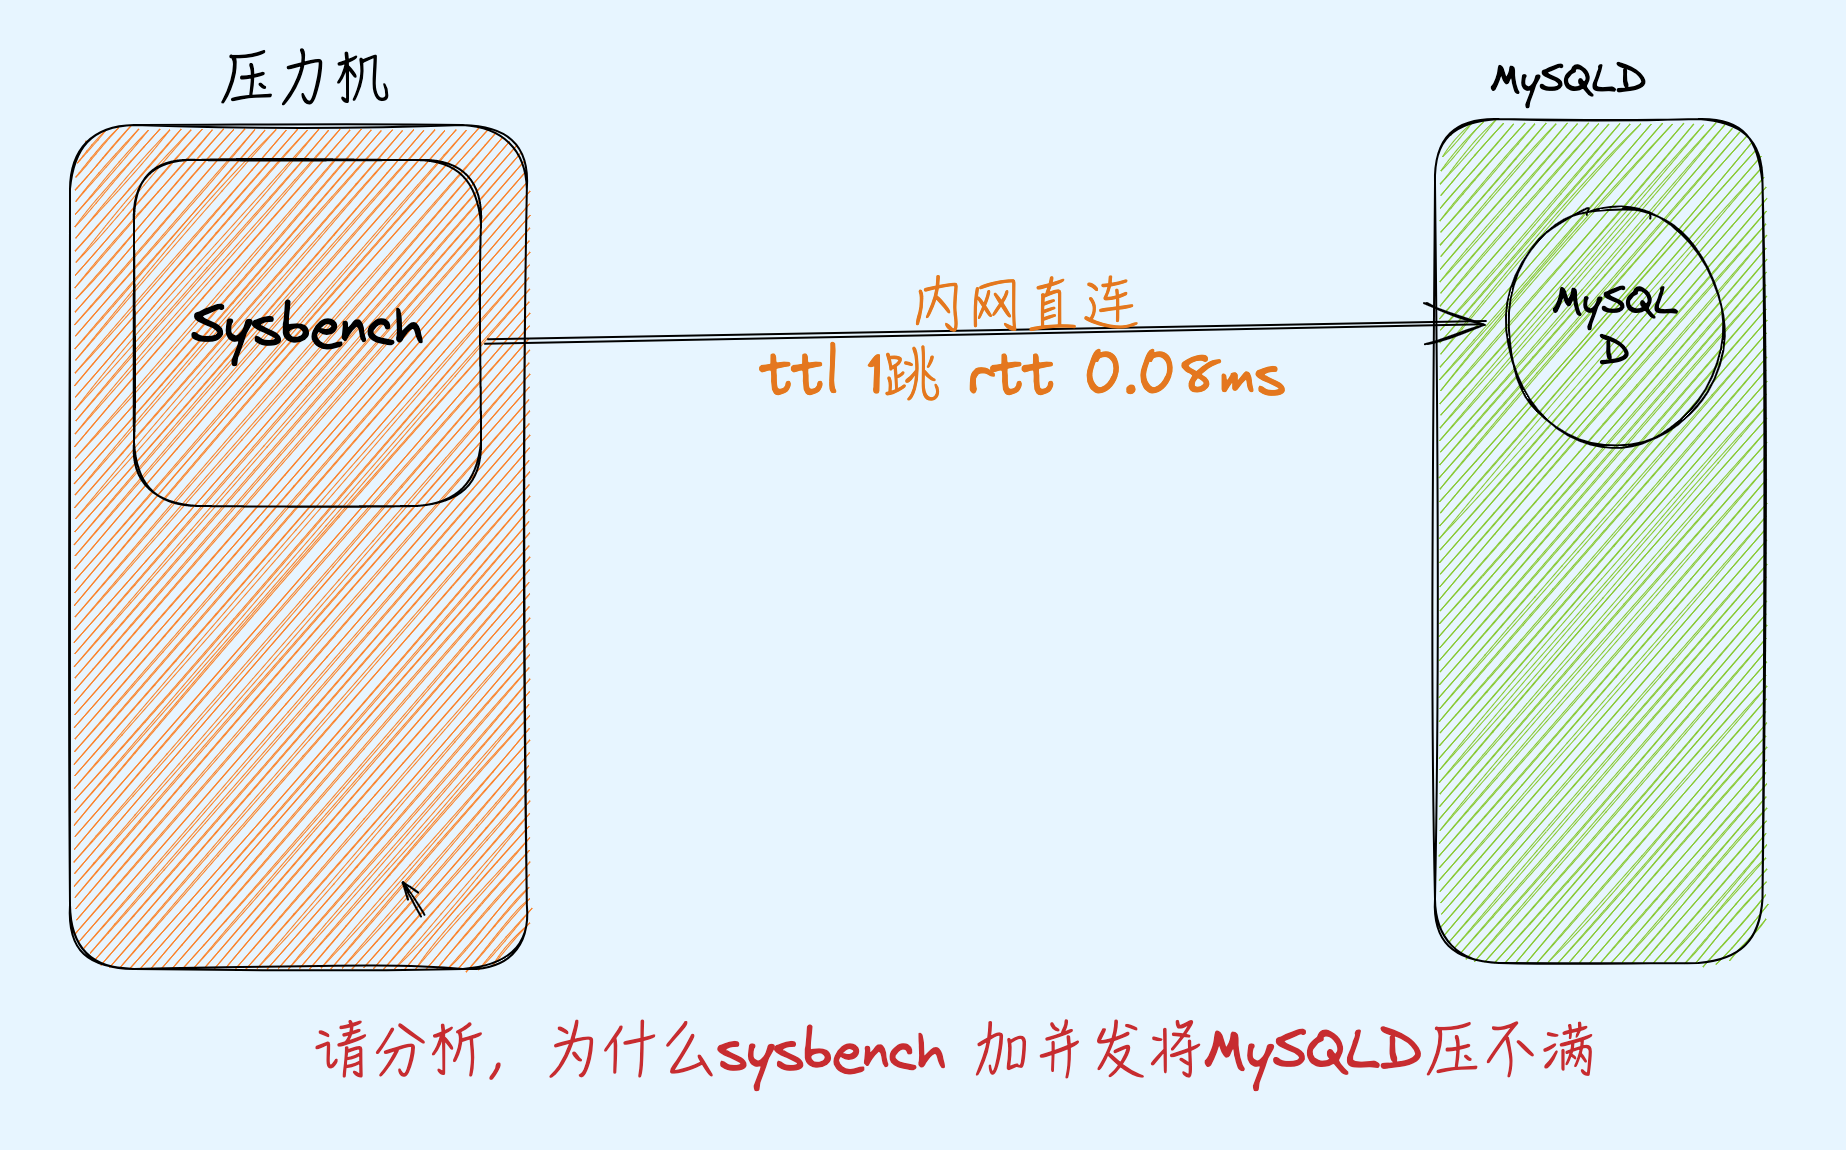 压力机
MySQLD
Sysbench
内网直连
ttl 1跳 rtt 0.08ms
MySQL
D
请分析，为什么sysbench 加并发将MySQLD压不满